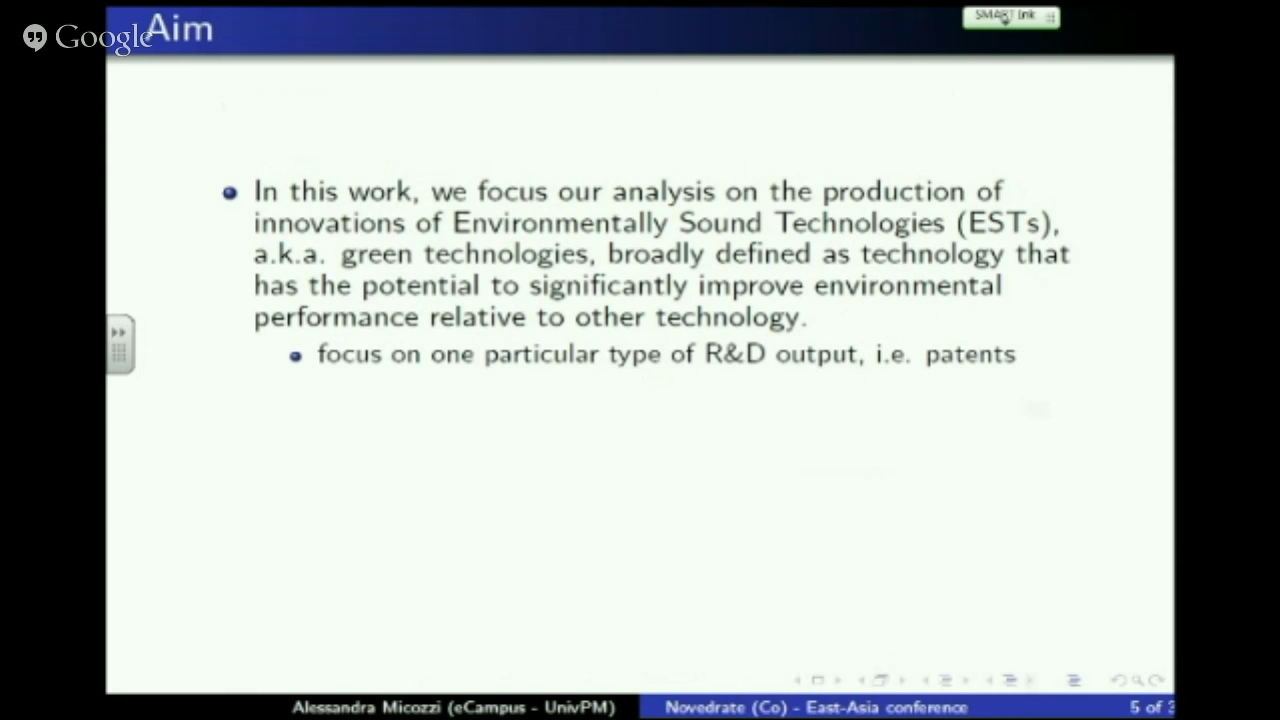 Aim
Google
SMART Ink
In this work, we focus our analysis on the production of
innovations of Environmentally Sound Technologies (ESTs),
a.k.a. green technologies, broadly defined as technology that
has the potential to significantly improve environmental
performance relative to other technology.
focus on one particular type of R&D output, i.e. patents
Alessandra Micozzi (eCampus - UnivPM)
Novedrate (Co) - East-Asia conference
5 of 3